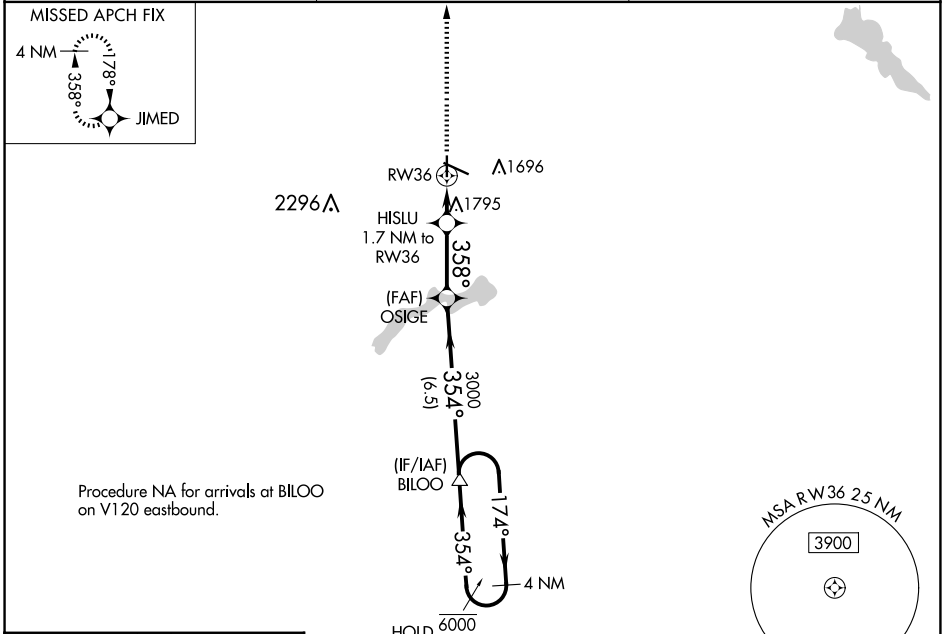 MISSED APCH FIX
4 NM
178°
358°
JIMED
RW36
1696
2296
1795
HISLU
1.7 NM to
RW36
358°
(FAF)
OSIGE
3000
354°
(6.5)
(IF/IAF)
BILOO
Procedure NA for arrivals at BILOO
on V120 eastbound.
174°
354°
4 NM
HOLD 6000
MSA RW36 25 NM
3900